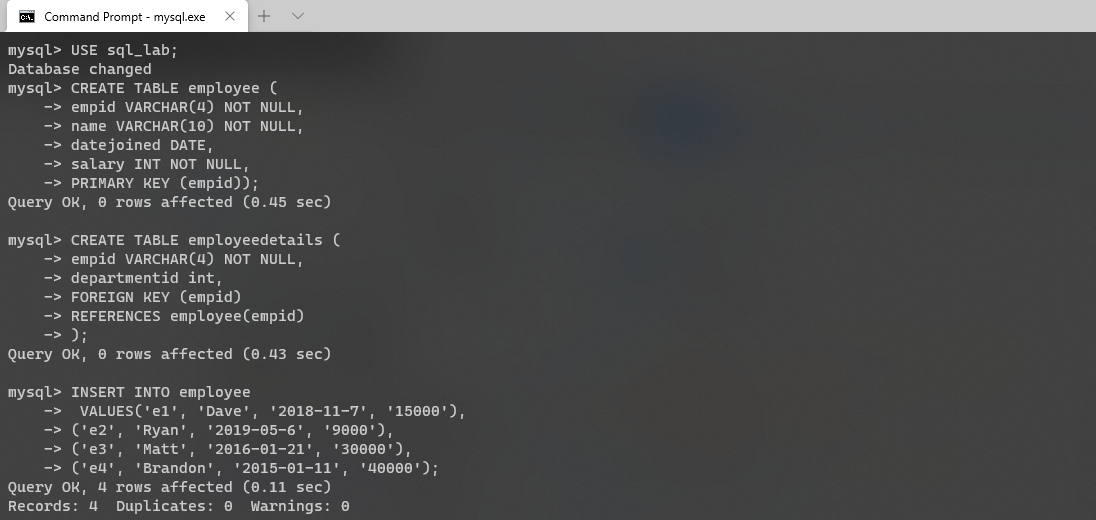 Command Prompt - mysql.exe
mysql> USE sql_lab;
Database changed
mysql> CREATE TABLE employee (
    -> empid VARCHAR(4) NOT NULL,
    -> name VARCHAR(10) NOT NULL,
    -> datejoined DATE,
    -> salary INT NOT NULL,
    -> PRIMARY KEY (empid));
Query OK, 0 rows affected (0.45 sec)

mysql> CREATE TABLE employeedetails (
    -> empid VARCHAR(4) NOT NULL,
    -> departmentid int,
    -> FOREIGN KEY (empid)
    -> REFERENCES employee(empid)
    -> );
Query OK, 0 rows affected (0.43 sec)

mysql> INSERT INTO employee
    ->  VALUES('e1', 'Dave', '2018-11-7', '15000'),
    -> ('e2', 'Ryan', '2019-05-6', '9000'),
    -> ('e3', 'Matt', '2016-01-21', '30000'),
    -> ('e4', 'Brandon', '2015-01-11', '40000');
Query OK, 4 rows affected (0.11 sec)
Records: 4  Duplicates: 0  Warnings: 0